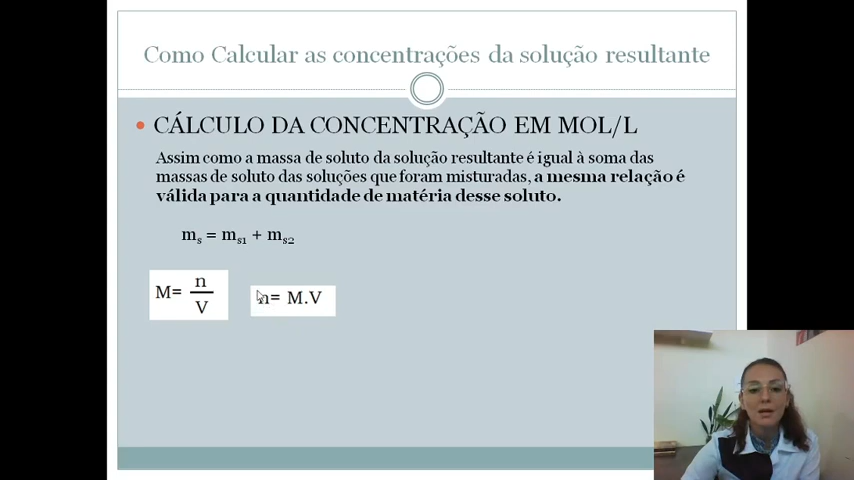 Como Calcular as concentrações da solução resultante
• CÁLCULO DA CONCENTRAÇÃO EM MOL/L
Assim como a massa de soluto da solução resultante é igual à soma das
massas de soluto das soluções que foram misturadas, a mesma relação é
válida para a quantidade de matéria desse soluto.
ms = ms1 + ms2
M= n/V
n= M.V